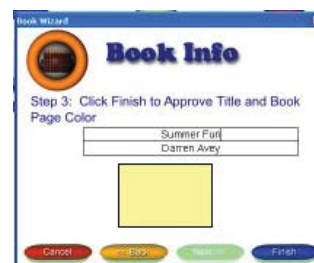 Book Wizard
Book Info
Step 3: Click Finish to Approve Title and Book
Page Color
Summer Fun
Darren Avey
Cancel
<< Back
Next >>
Finish